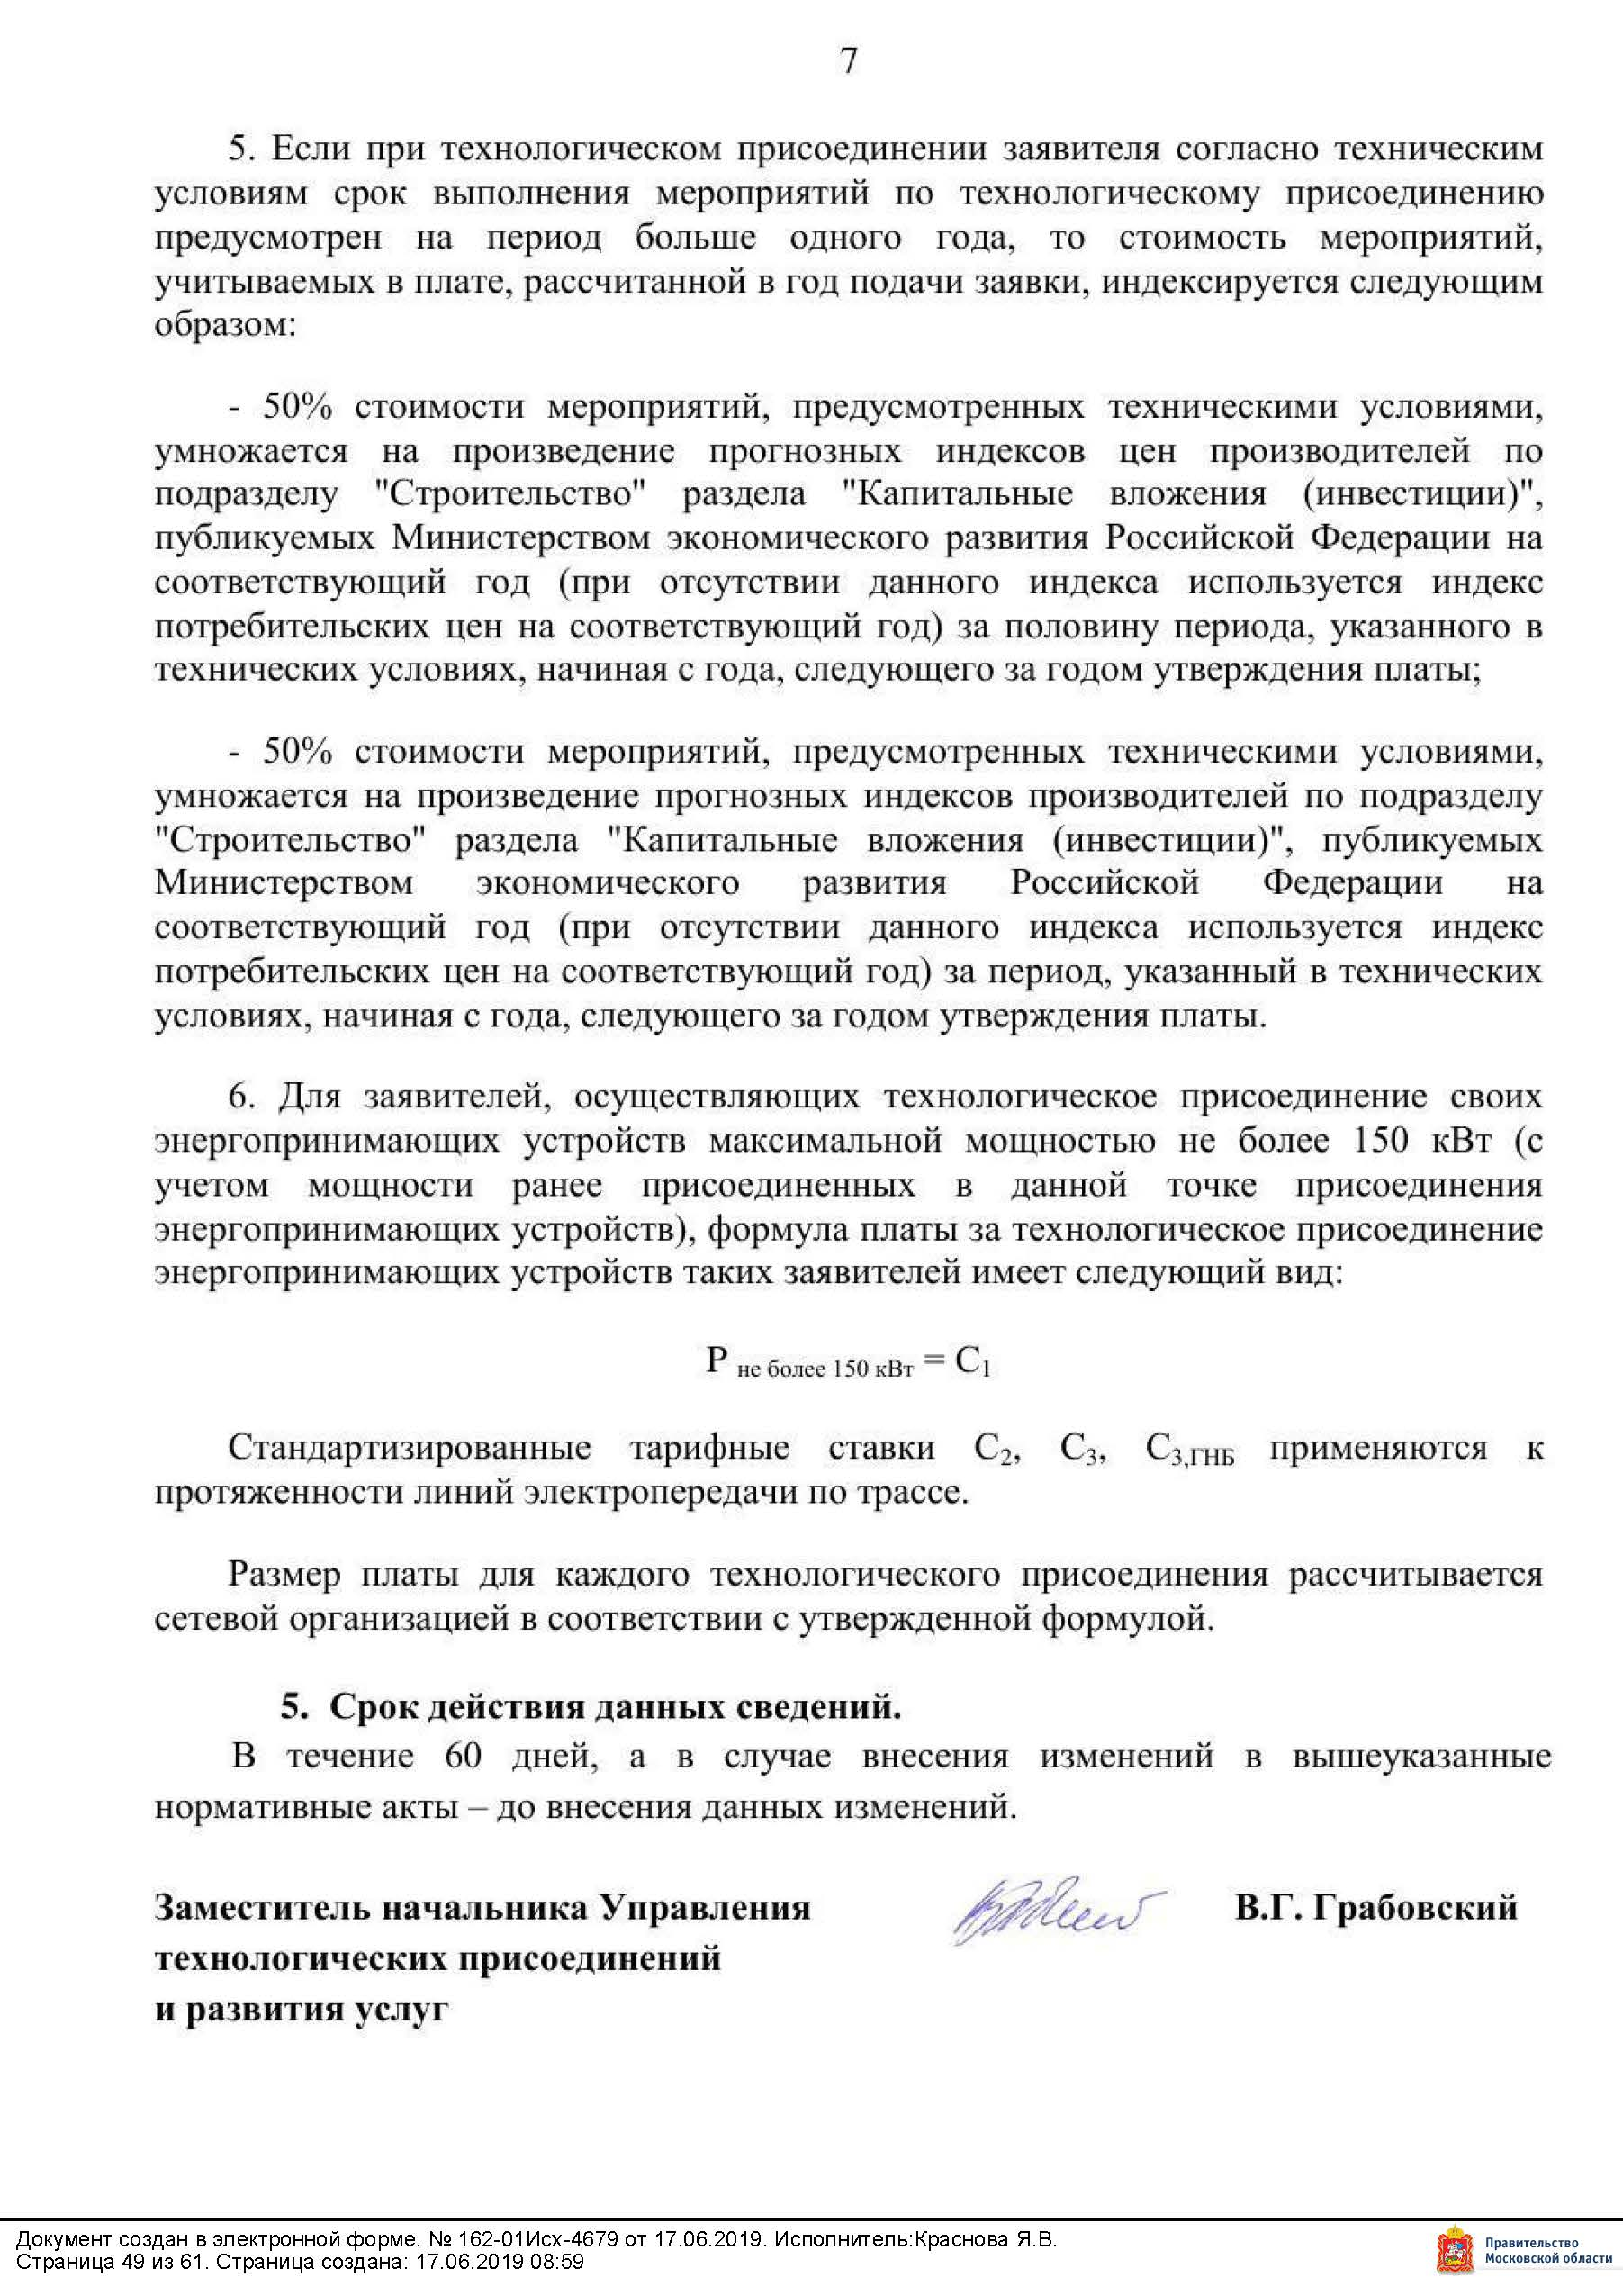 7
5. Если при технологическом присоединении заявителя согласно техническим
условиям срок выполнения мероприятий по технологическому присоединению
предусмотрен на период больше одного года, то стоимость мероприятий,
учитываемых в плате, рассчитанной в год подачи заявки, индексируется следующим
образом:
- 50% стоимости мероприятий, предусмотренных техническими условиями,
умножается на произведение прогнозных индексов цен производителей по
подразделу "Строительство" раздела "Капитальные вложения (инвестиции)",
публикуемых Министерством экономического развития Российской Федерации на
соответствующий год (при отсутствии данного индекса используется индекс
потребительских цен на соответствующий год) за половину периода, указанного в
технических условиях, начиная с года, следующего за годом утверждения платы;
- 50% стоимости мероприятий, предусмотренных техническими условиями,
умножается на произведение прогнозных индексов производителей по подразделу
"Строительство" раздела "Капитальные вложения (инвестиции)", публикуемых
Министерством экономического развития Российской Федерации на
соответствующий год (при отсутствии данного индекса используется индекс
потребительских цен на соответствующий год) за период, указанный в технических
условиях, начиная с года, следующего за годом утверждения платы.
6. Для заявителей, осуществляющих технологическое присоединение своих
энергопринимающих устройств максимальной мощностью не более 150 кВт (с
учетом мощности ранее присоединенных в данной точке присоединения
энергопринимающих устройств), формула платы за технологическое присоединение
энергопринимающих устройств таких заявителей имеет следующий вид:
Р не более 150 кВт = С1
Стандартизированные тарифные ставки С2, С3, С3,ГНБ применяются к
протяженности линий электропередачи по трассе.
Размер платы для каждого технологического присоединения рассчитывается
сетевой организацией в соответствии с утвержденной формулой.
5. Срок действия данных сведений.
В течение 60 дней, а в случае внесения изменений в вышеуказанные
нормативные акты – до внесения данных изменений.
Заместитель начальника Управления В.Г. Грабовский
технологических присоединений
и развития услуг
Документ создан в электронной форме. № 162-01Исх-4679 от 17.06.2019. Исполнитель:Краснова Я.В.
Страница 49 из 61. Страница создана: 17.06.2019 08:59
Правительство
Московской области